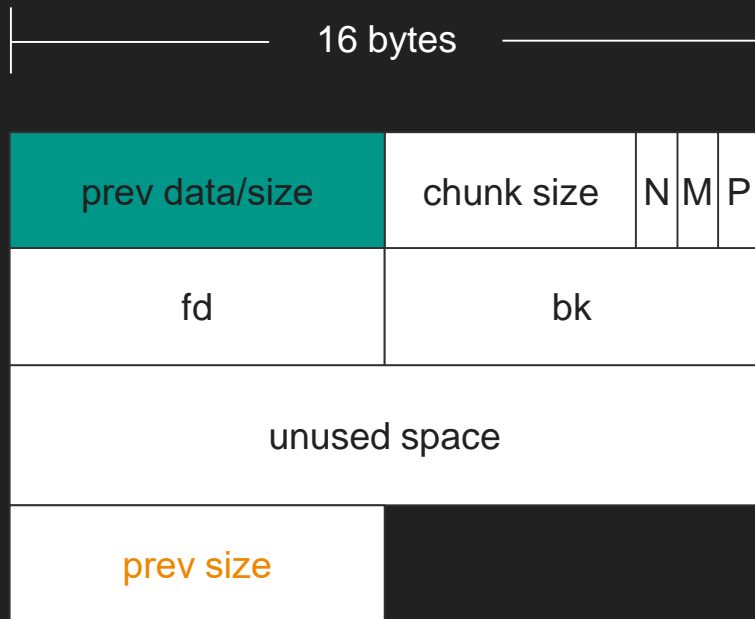 16 bytes
prev data/size chunk size N M P
fd bk
unused space
prev size